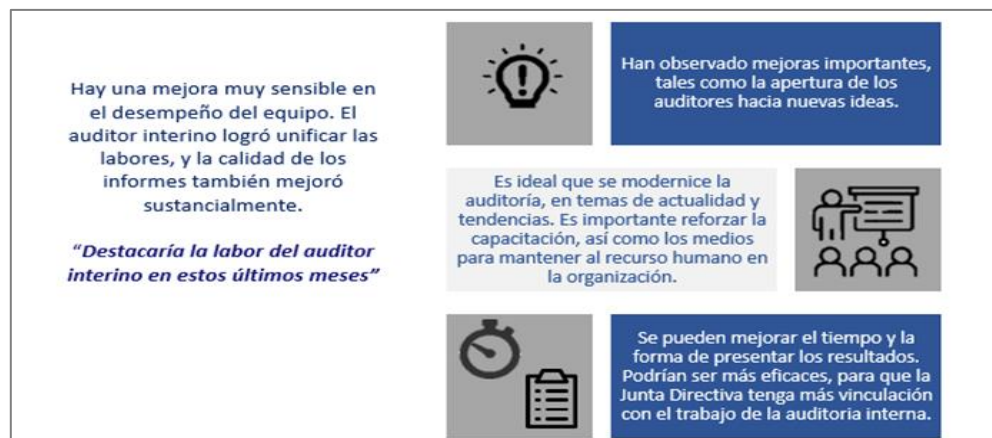 Hay una mejora muy sensible en
el desempeño del equipo. El
auditor interino logró unificar las
labores, y la calidad de los
informes también mejoró
sustancialmente.
“Destacaría la labor del auditor
interino en estos últimos meses”
Han observado mejoras importantes,
tales como la apertura de los
auditores hacia nuevas ideas.
Es ideal que se modernice la
auditoría, en temas de actualidad y
tendencias. Es importante reforzar la
capacitación, así como los medios
para mantener al recurso humano en
la organización.
Se pueden mejorar el tiempo y la
forma de presentar los resultados.
Podrían ser más eficaces, para que la
Junta Directiva tenga más vinculación
con el trabajo de la auditoria interna.